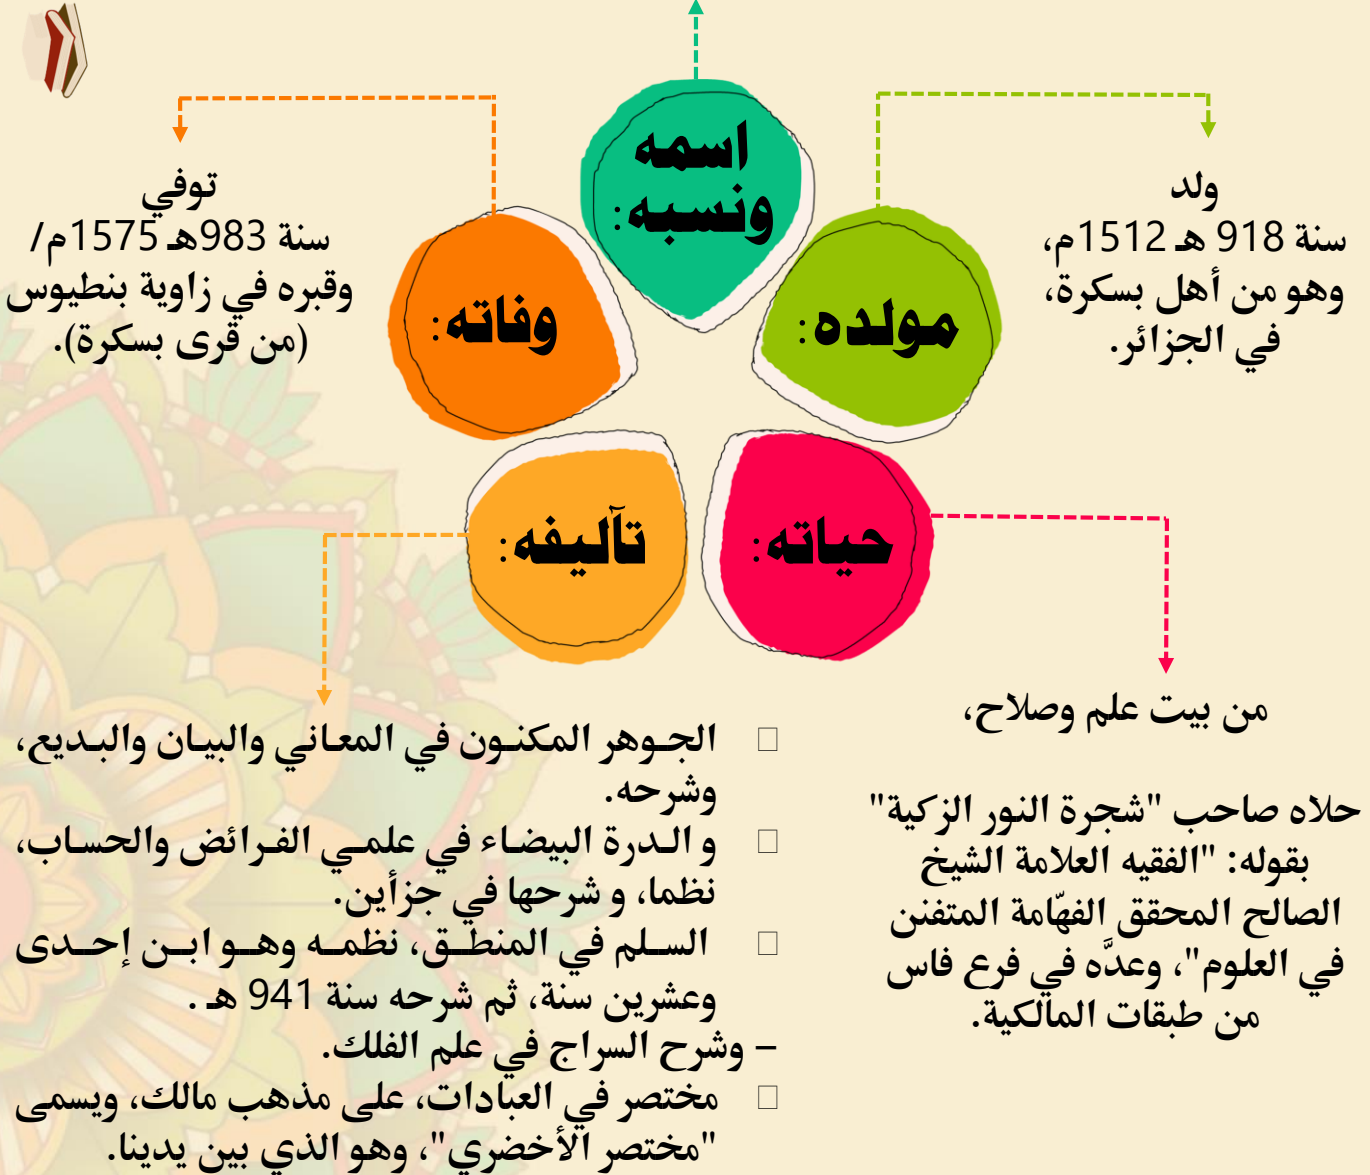 اسمه
ونسبه:
مولده:
ولد
سنة 918 هـ 1512م،
وهو من أهل بسكرة،
في الجزائر.
وفاته:
توفي
سنة 983هـ 1575م/
وقبره في زاوية بنطيوس
(من قرى بسكرة).
حياته:
من بيت علم وصلاح،
حلاه صاحب "شجرة النور الزكية"
بقوله: "الفقيه العلامة الشيخ
الصالح المحقق الفهّامة المتفنن
في العلوم"، وعدَّه في فرع فاس
من طبقات المالكية.
تآليفه:
الجوهر المكنون في المعاني والبيان والبديع،
وشرحه.
و الدرة البيضاء في علمي الفرائض والحساب،
نظما، و شرحها في جزأين.
السلم في المنطق، نظمه وهو ابن إحدى
وعشرين سنة، ثم شرحه سنة 941 هـ .
– وشرح السراج في علم الفلك.
مختصر في العبادات، على مذهب مالك، ويسمى
"مختصر الأخضري"، وهو الذي بين يدينا.